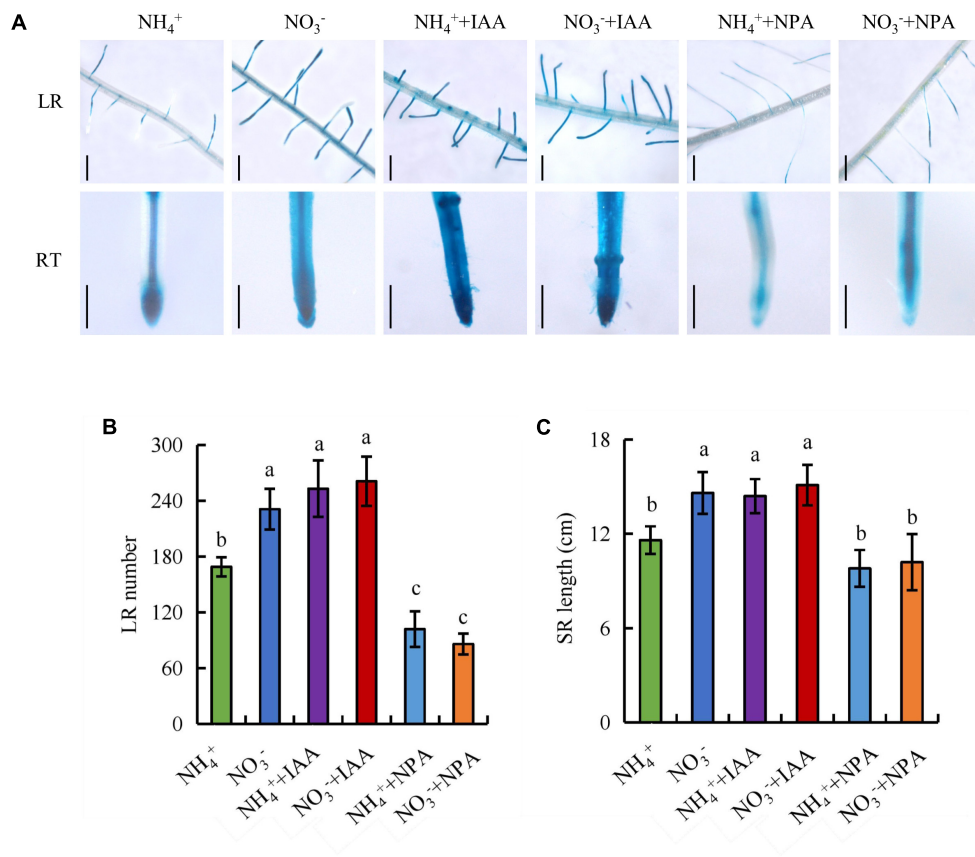 A
NH₄⁺ NO₃⁻ NH₄⁺+IAA NO₃⁻+IAA NH₄⁺+NPA NO₃⁻+NPA
LR
RT
B
LR number
300
240
180
120
60
0
b a a a c c
NH₄⁺ NO₃⁻ NH₄⁺+IAA NO₃⁻+IAA NH₄⁺+NPA NO₃⁻+NPA
C
SR length (cm)
18
12
6
0
b a a a b b
NH₄⁺ NO₃⁻ NH₄⁺+IAA NO₃⁻+IAA NH₄⁺+NPA NO₃⁻+NPA